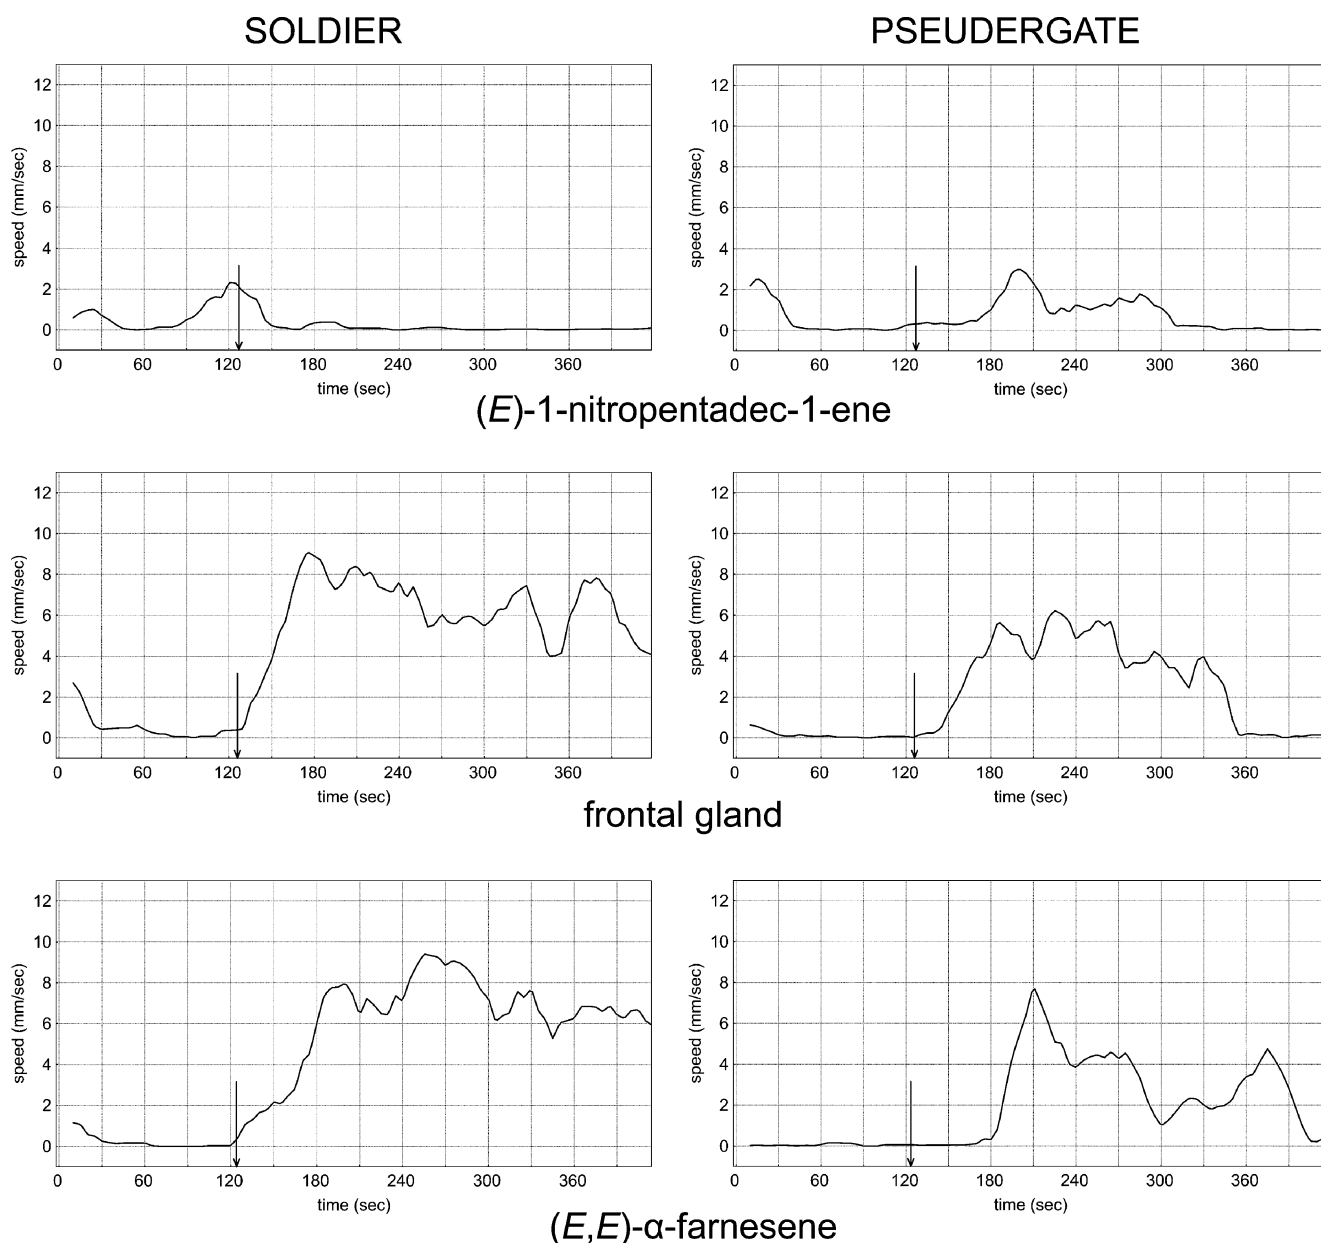 SOLDIER PSEUDERGATE
12 12
10 10
8 8
6 6
4 4
2 2
0 0
speed (mm/sec) speed (mm/sec)
0 60 120 180 240 300 360 0 60 120 180 240 300 360
time (sec) time (sec)
(E)-1-nitropentadec-1-ene
12 12
10 10
8 8
6 6
4 4
2 2
0 0
speed (mm/sec) speed (mm/sec)
0 60 120 180 240 300 360 0 60 120 180 240 300 360
time (sec) time (sec)
frontal gland
12 12
10 10
8 8
6 6
4 4
2 2
0 0
speed (mm/sec) speed (mm/sec)
0 60 120 180 240 300 360 0 60 120 180 240 300 360
time (sec) time (sec)
(E,E)-α-farnesene